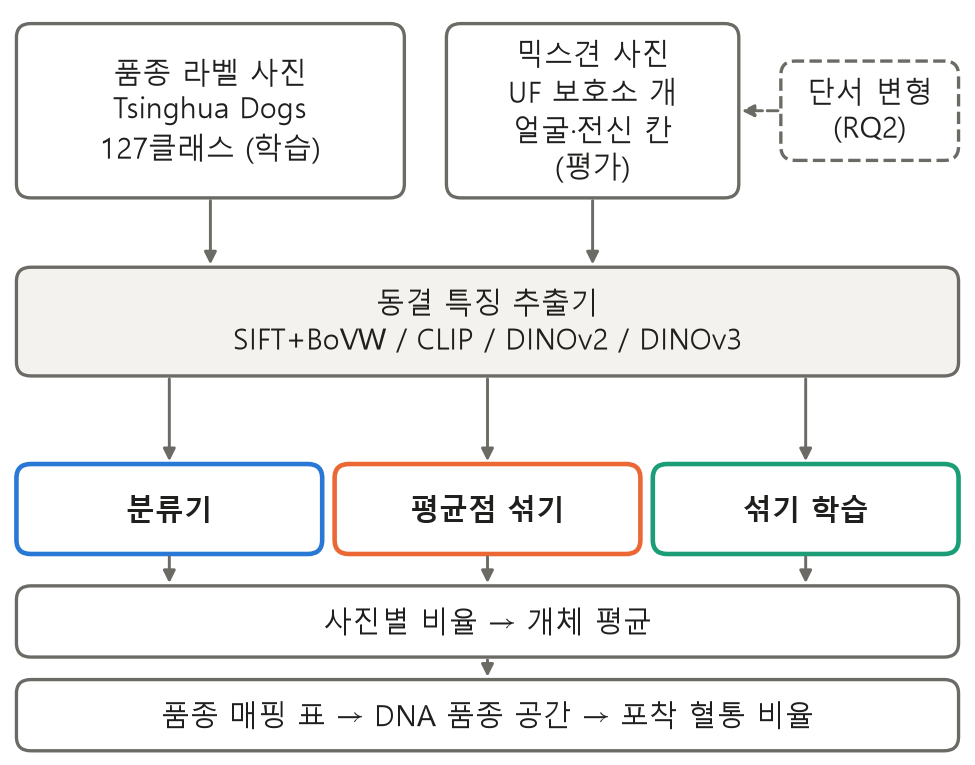 품종 라벨 사진
Tsinghua Dogs
127클래스 (학습)
믹스견 사진
UF 보호소 개
얼굴·전신 칸
(평가)
단서 변형
(RQ2)
동결 특징 추출기
SIFT+BoVW / CLIP / DINOv2 / DINOv3
분류기
평균점 섞기
섞기 학습
사진별 비율 → 개체 평균
품종 매핑 표 → DNA 품종 공간 → 포착 혈통 비율